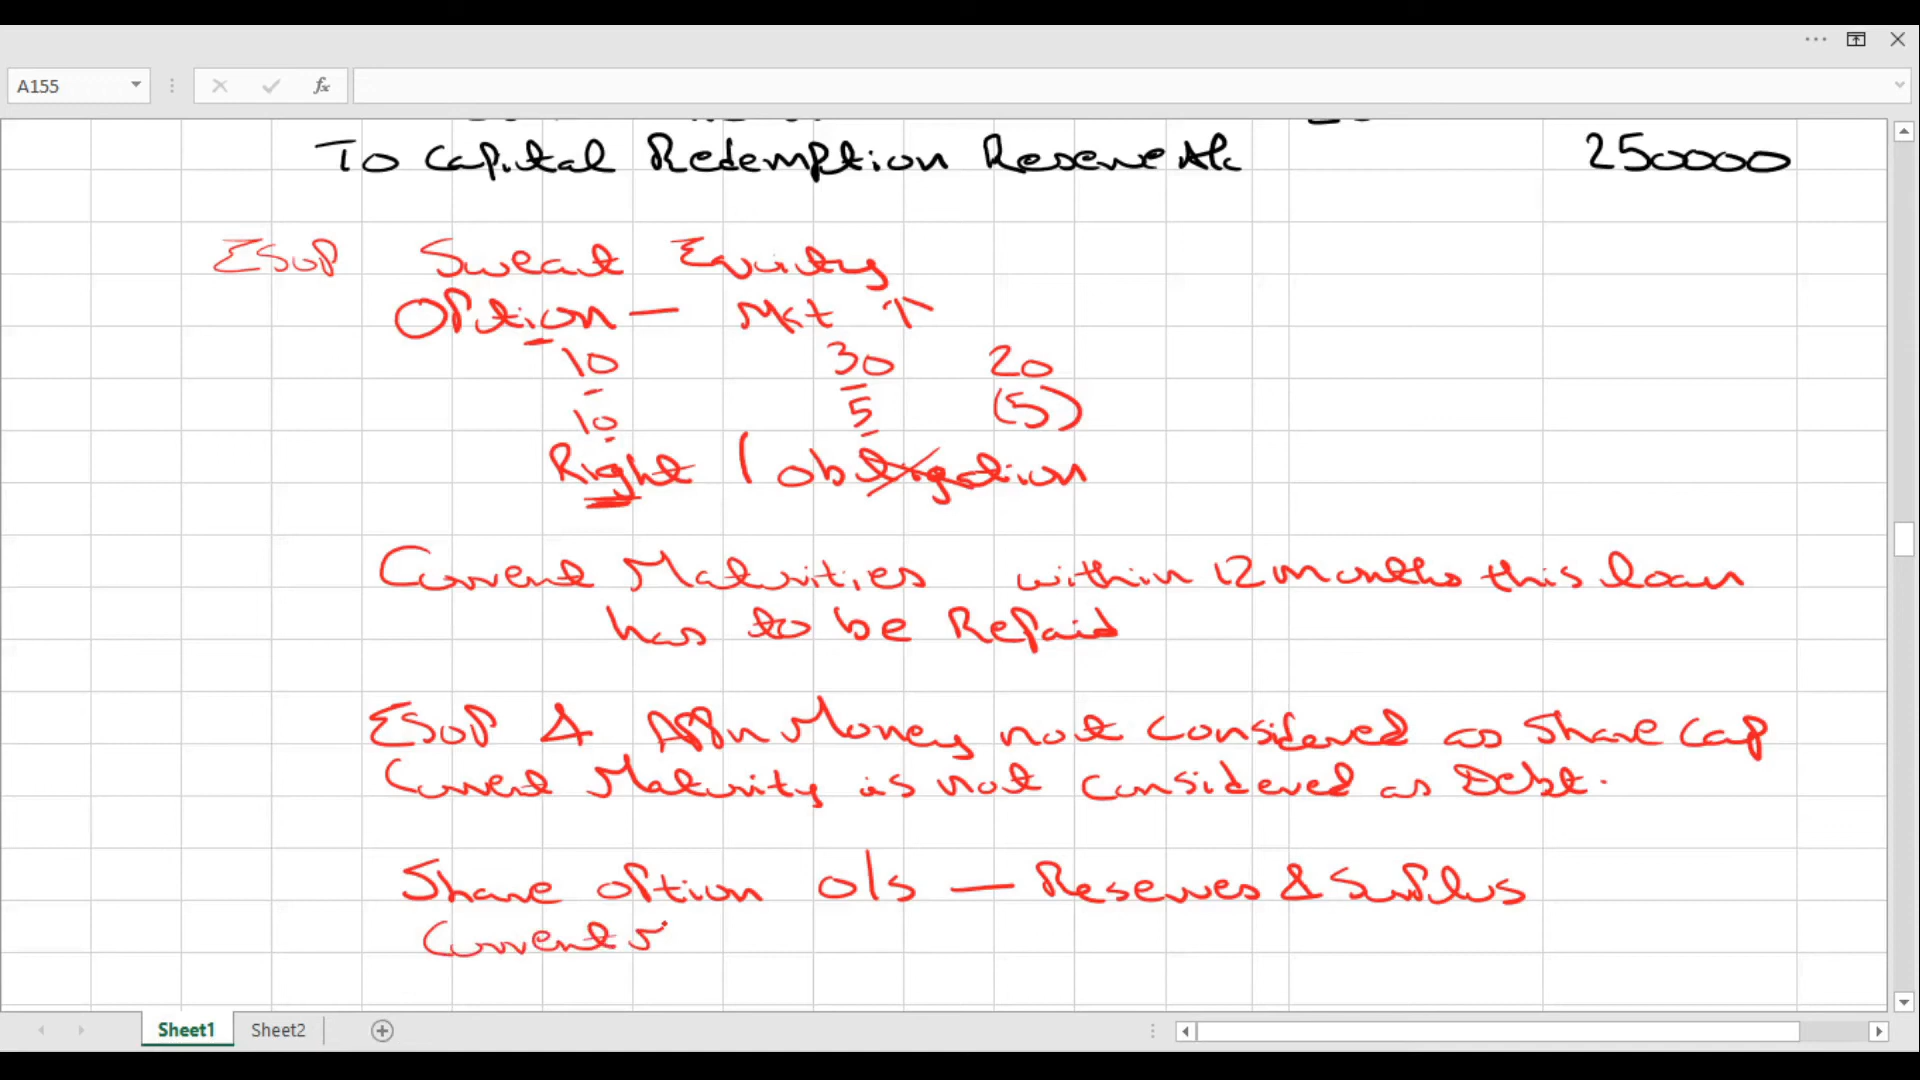 A155
fx
To Capital Redemption Reserve A/c 250000
ESOP Sweat Equity
Option — Mkt ↑
10 30 20
10 5 (5)
Right / obligation
Current Maturities within 12 months this loan
has to be Repaid
ESOP & Appn Money not considered as Share Cap
Current Maturity is not considered as Debt.
Share option o/s — Reserves & Surplus
Current
Sheet1 Sheet2